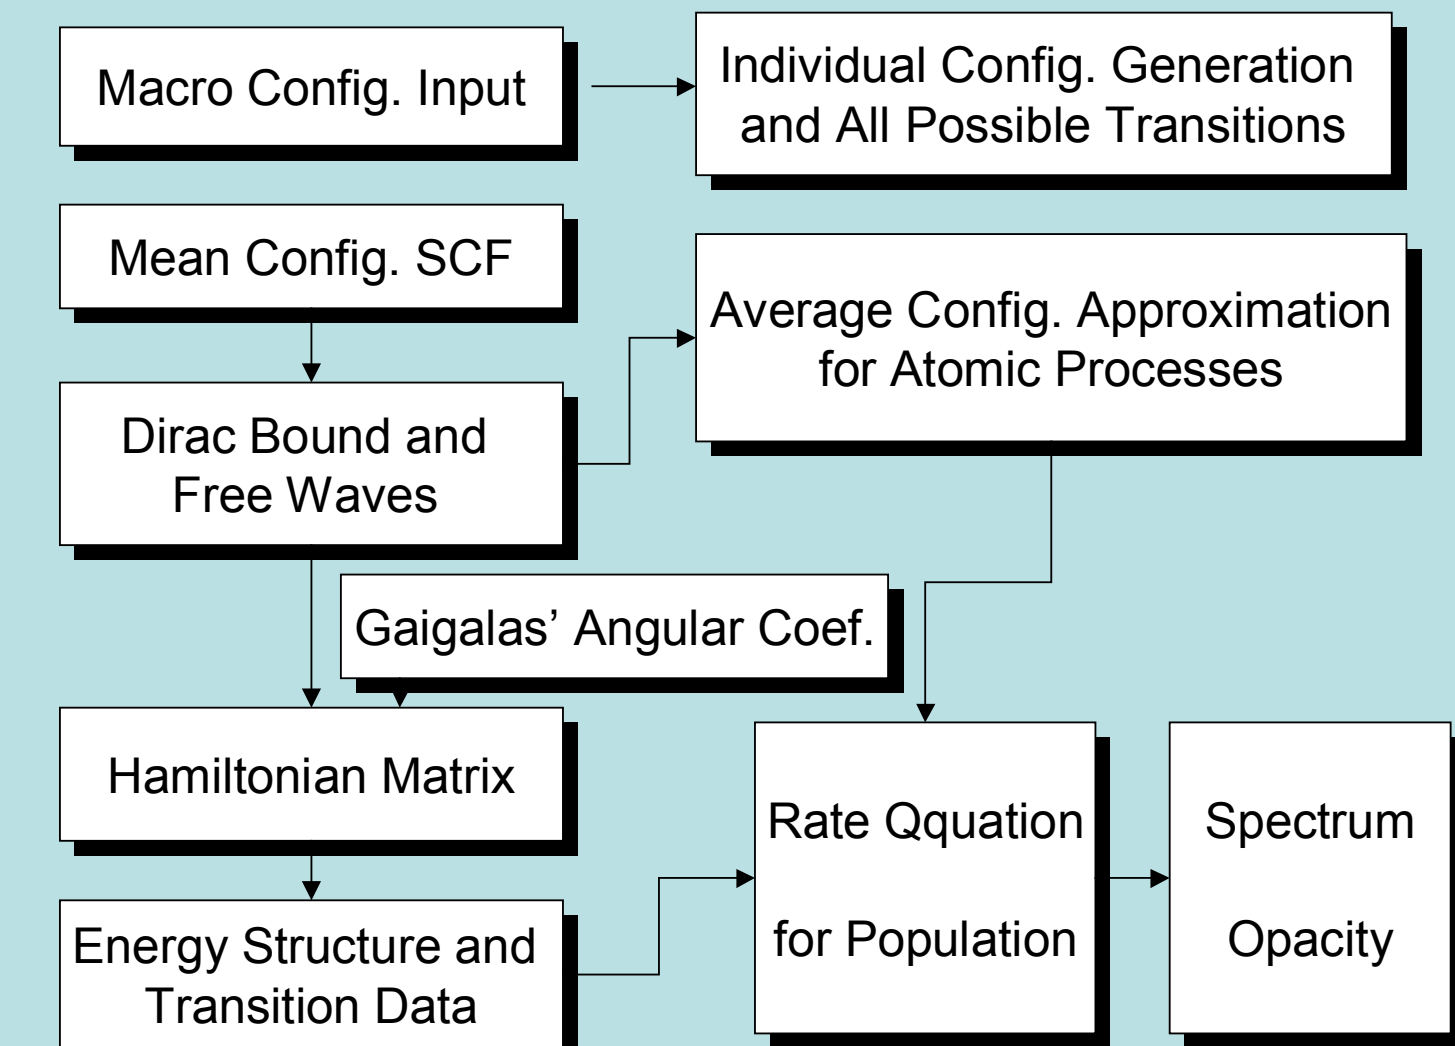 Macro Config. Input
Individual Config. Generation
and All Possible Transitions
Mean Config. SCF
Average Config. Approximation
for Atomic Processes
Dirac Bound and
Free Waves
Gaigalas’ Angular Coef.
Hamiltonian Matrix
Rate Qquation
for Population
Spectrum
Opacity
Energy Structure and
Transition Data